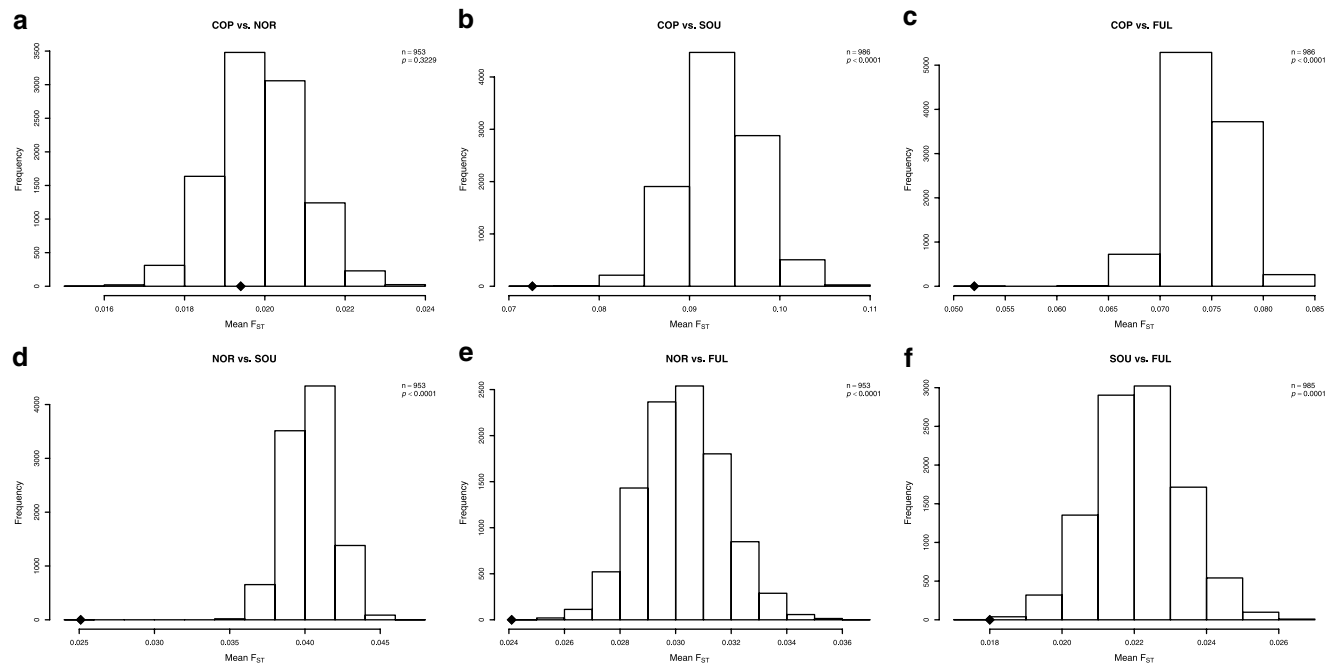 a
COP vs. NOR
n = 953
p = 0.3229
Frequency
0
500
1000
1500
2000
2500
3000
3500
0.016
0.018
0.020
0.022
0.024
Mean FST
b
COP vs. SOU
n = 986
p < 0.0001
Frequency
0
1000
2000
3000
4000
0.07
0.08
0.09
0.10
0.11
Mean FST
c
COP vs. FUL
n = 986
p < 0.0001
Frequency
0
1000
2000
3000
4000
5000
0.050
0.055
0.060
0.065
0.070
0.075
0.080
0.085
Mean FST
d
NOR vs. SOU
n = 953
p < 0.0001
Frequency
0
1000
2000
3000
4000
0.025
0.030
0.035
0.040
0.045
Mean FST
e
NOR vs. FUL
n = 953
p < 0.0001
Frequency
0
500
1000
1500
2000
2500
0.024
0.026
0.028
0.030
0.032
0.034
0.036
Mean FST
f
SOU vs. FUL
n = 985
p = 0.0001
Frequency
0
500
1000
1500
2000
2500
3000
0.018
0.020
0.022
0.024
0.026
Mean FST